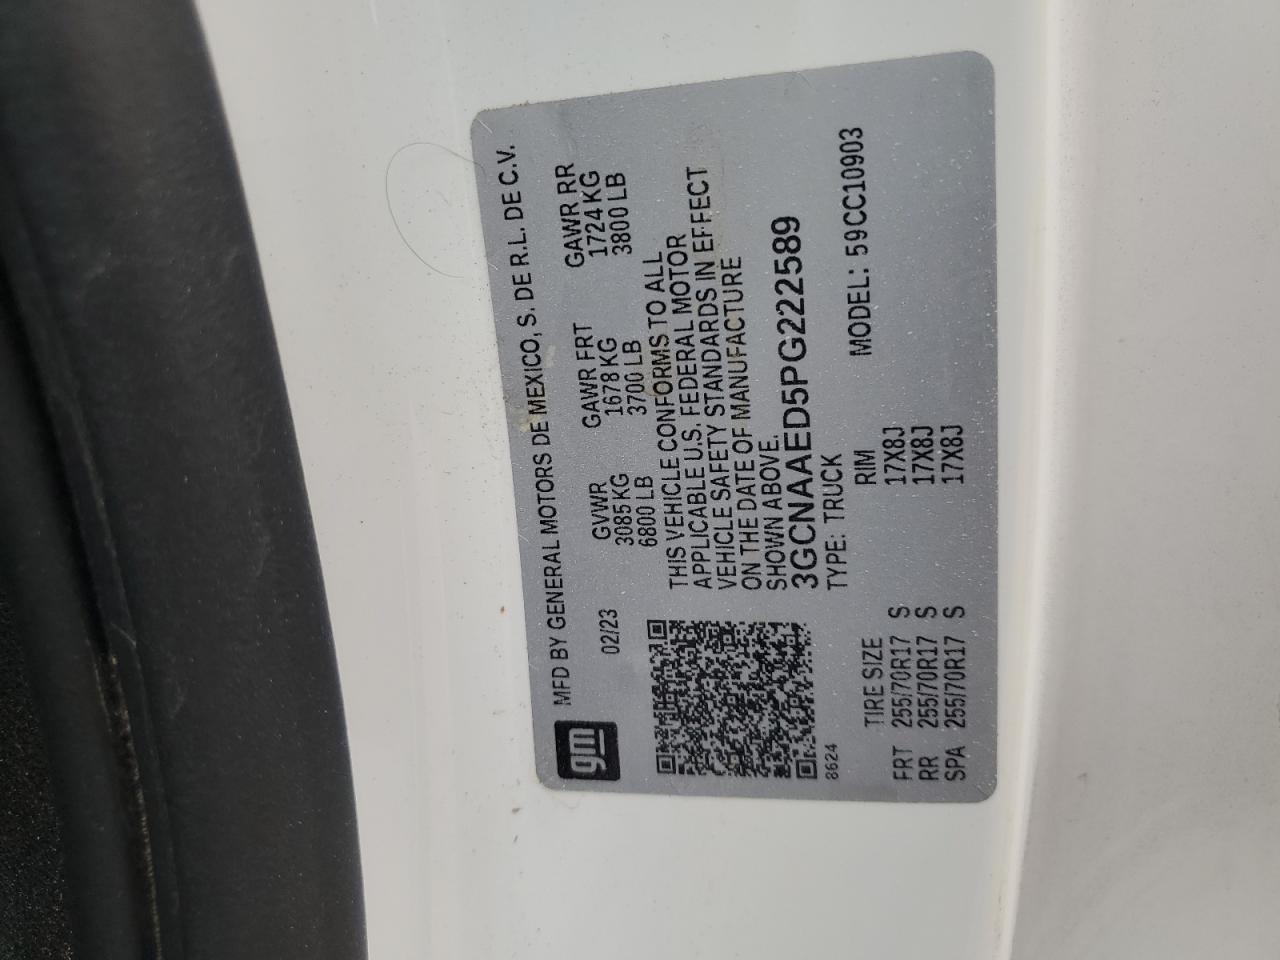 gm
MFD BY GENERAL MOTORS DE MEXICO, S. DE R.L. DE C.V.
02/23
GVWR GAWR FRT GAWR RR
3085 KG 1678 KG 1724 KG
6800 LB 3700 LB 3800 LB
THIS VEHICLE CONFORMS TO ALL
APPLICABLE U.S. FEDERAL MOTOR
VEHICLE SAFETY STANDARDS IN EFFECT
ON THE DATE OF MANUFACTURE
SHOWN ABOVE.
3GCNAAED5PG222589
8624
TYPE: TRUCK MODEL: 59CC10903
TIRE SIZE RIM
FRT 255/70R17 S 17X8J
RR 255/70R17 S 17X8J
SPA 255/70R17 S 17X8J